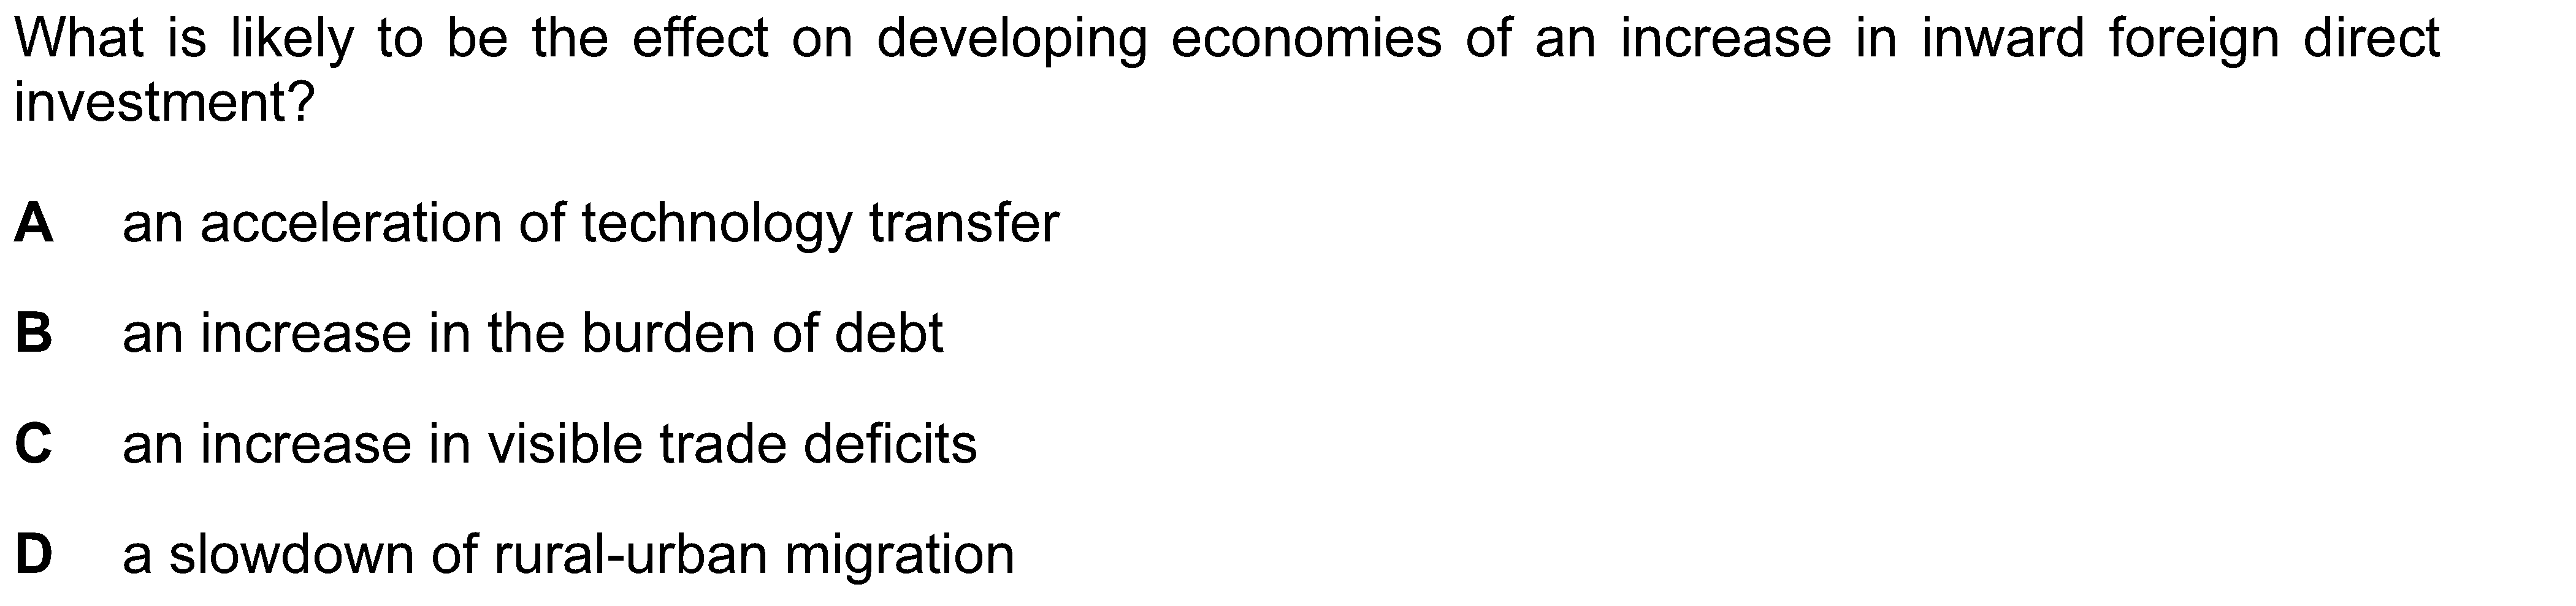 What is likely to be the effect on developing economies of an increase in inward foreign direct
investment?
A an acceleration of technology transfer
B an increase in the burden of debt
C an increase in visible trade deficits
D a slowdown of rural-urban migration